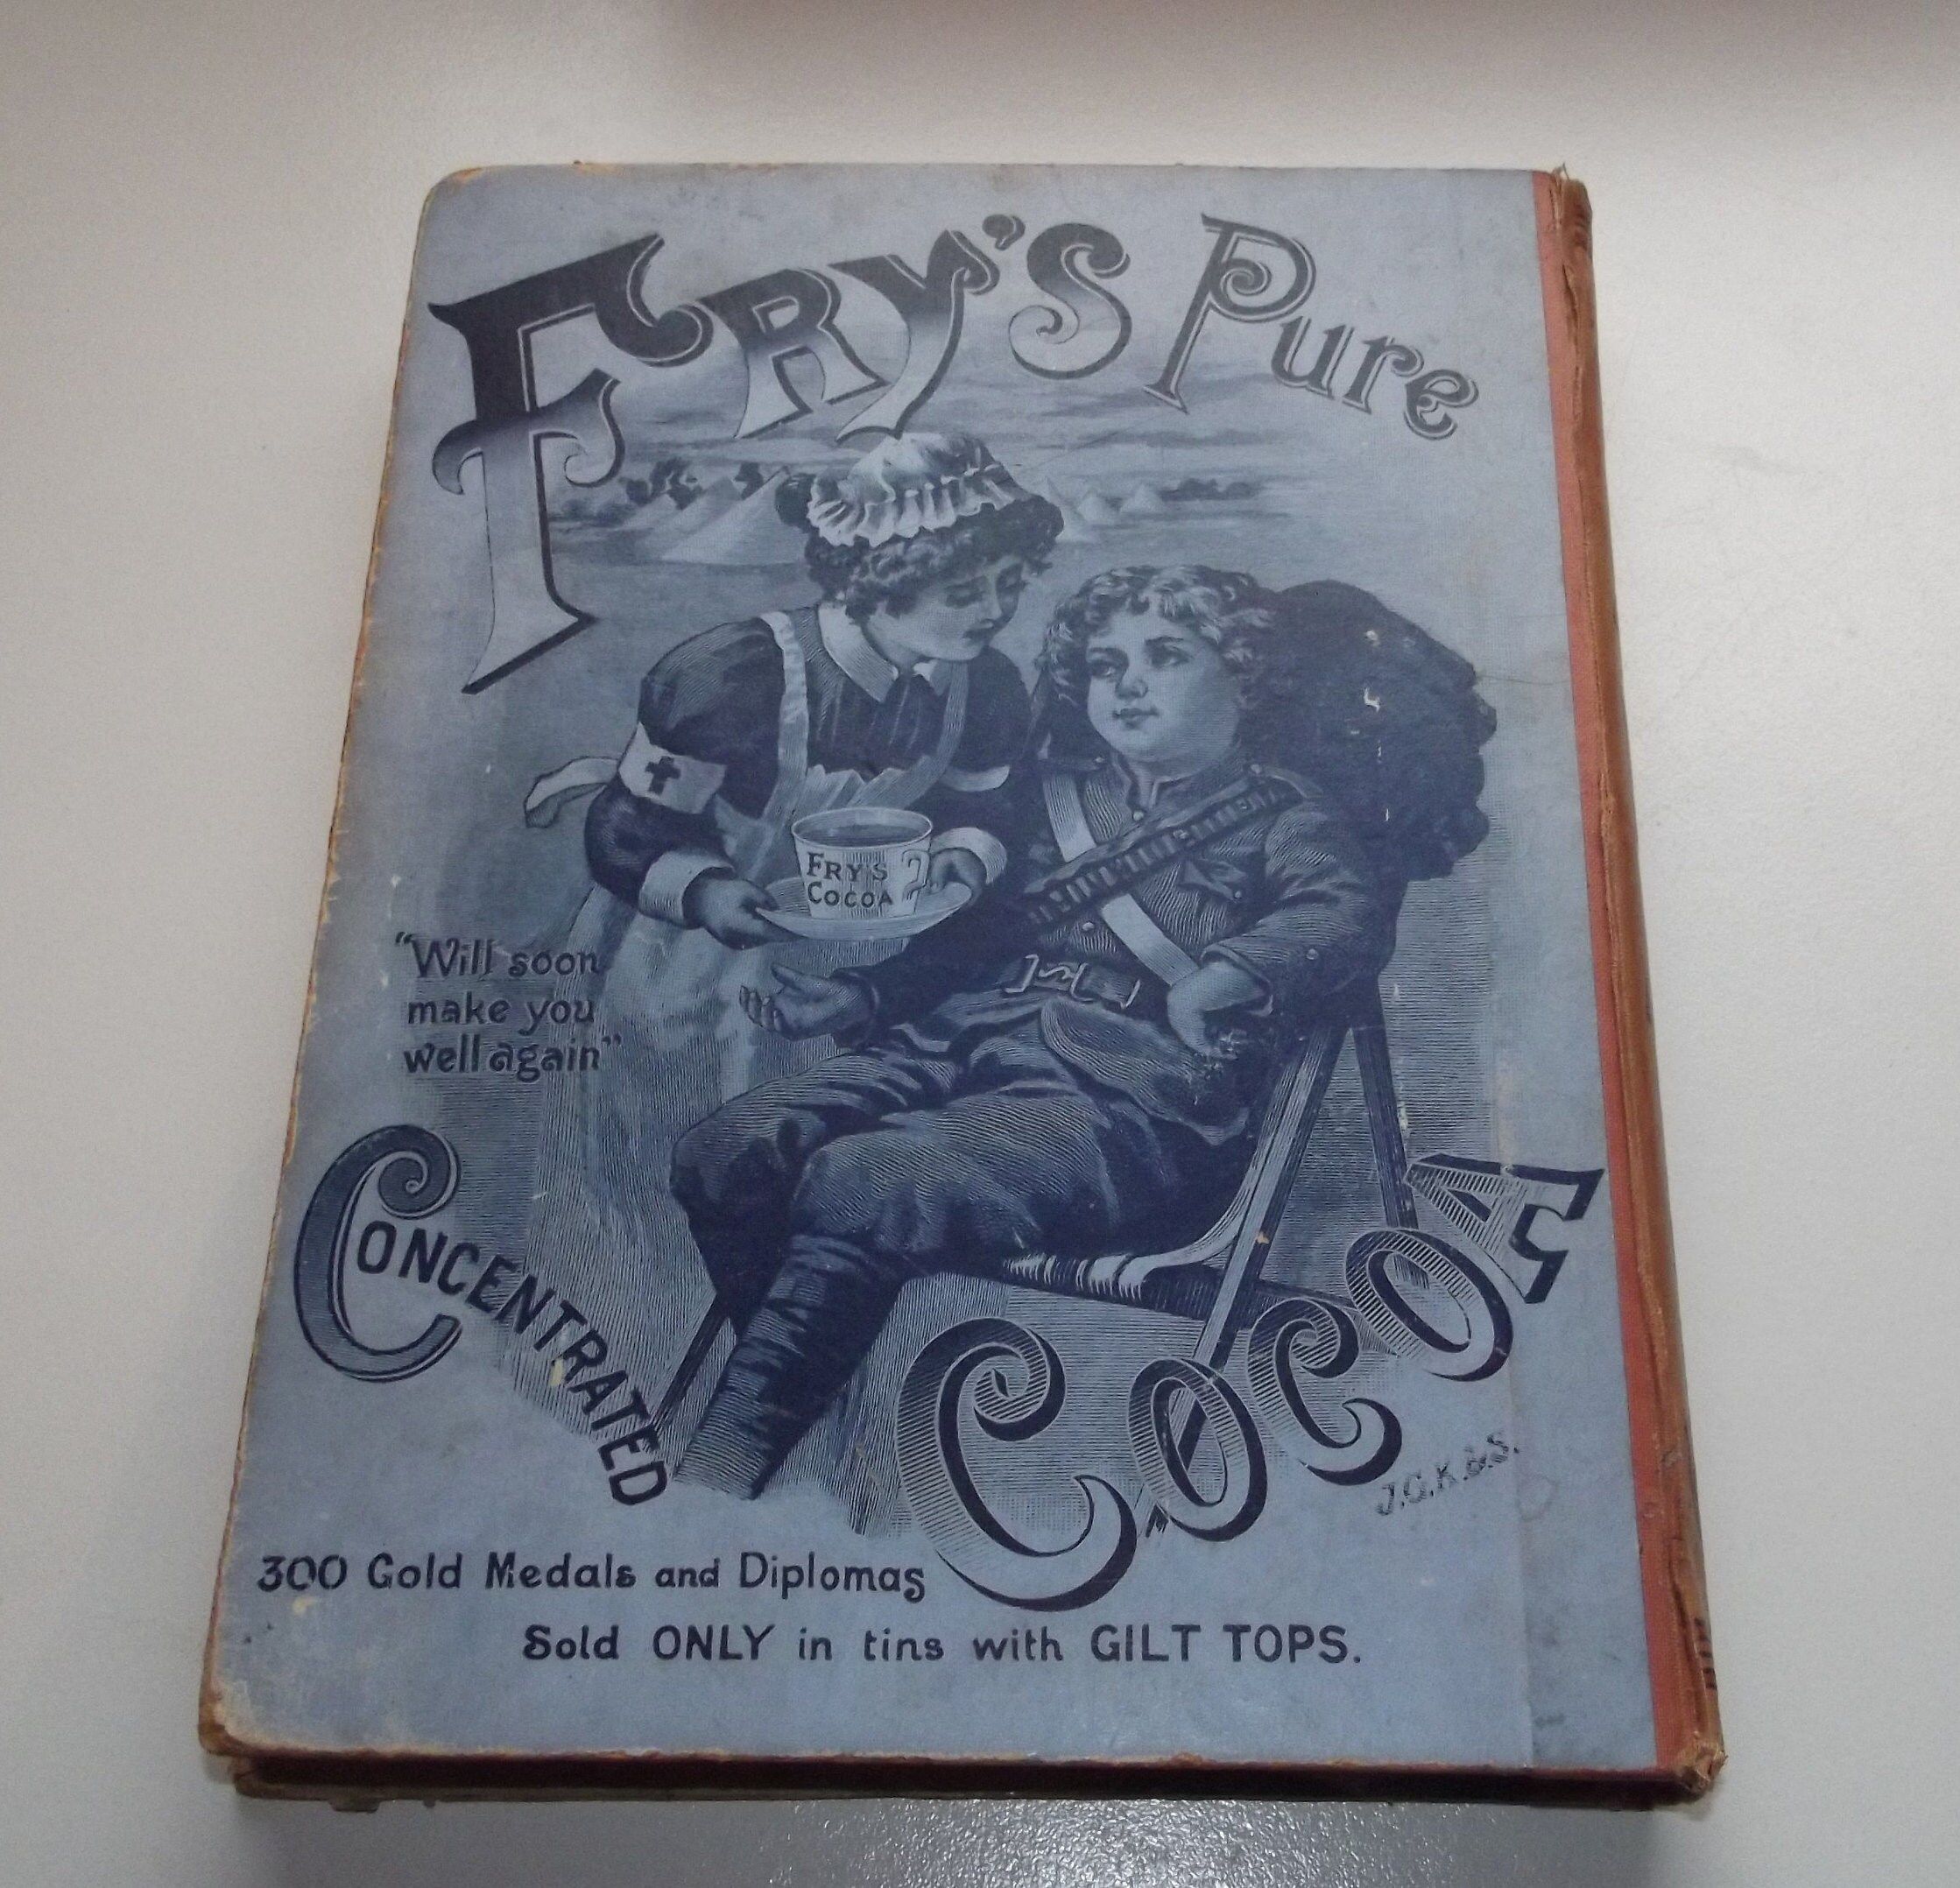 FRY'S Pure
FRY'S
COCOA
"Will soon
make you
well again"
CONCENTRATED
COCOA
J.G.K.&S.
300 Gold Medals and Diplomas
Sold ONLY in tins with GILT TOPS.